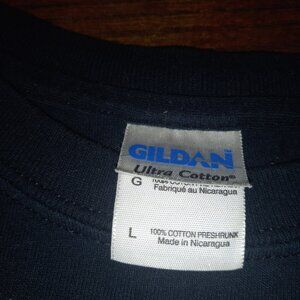 GILDAN
Ultra Cotton®
G
Fabriqué au Nicaragua
L 100% COTTON PRESHRUNK
Made in Nicaragua